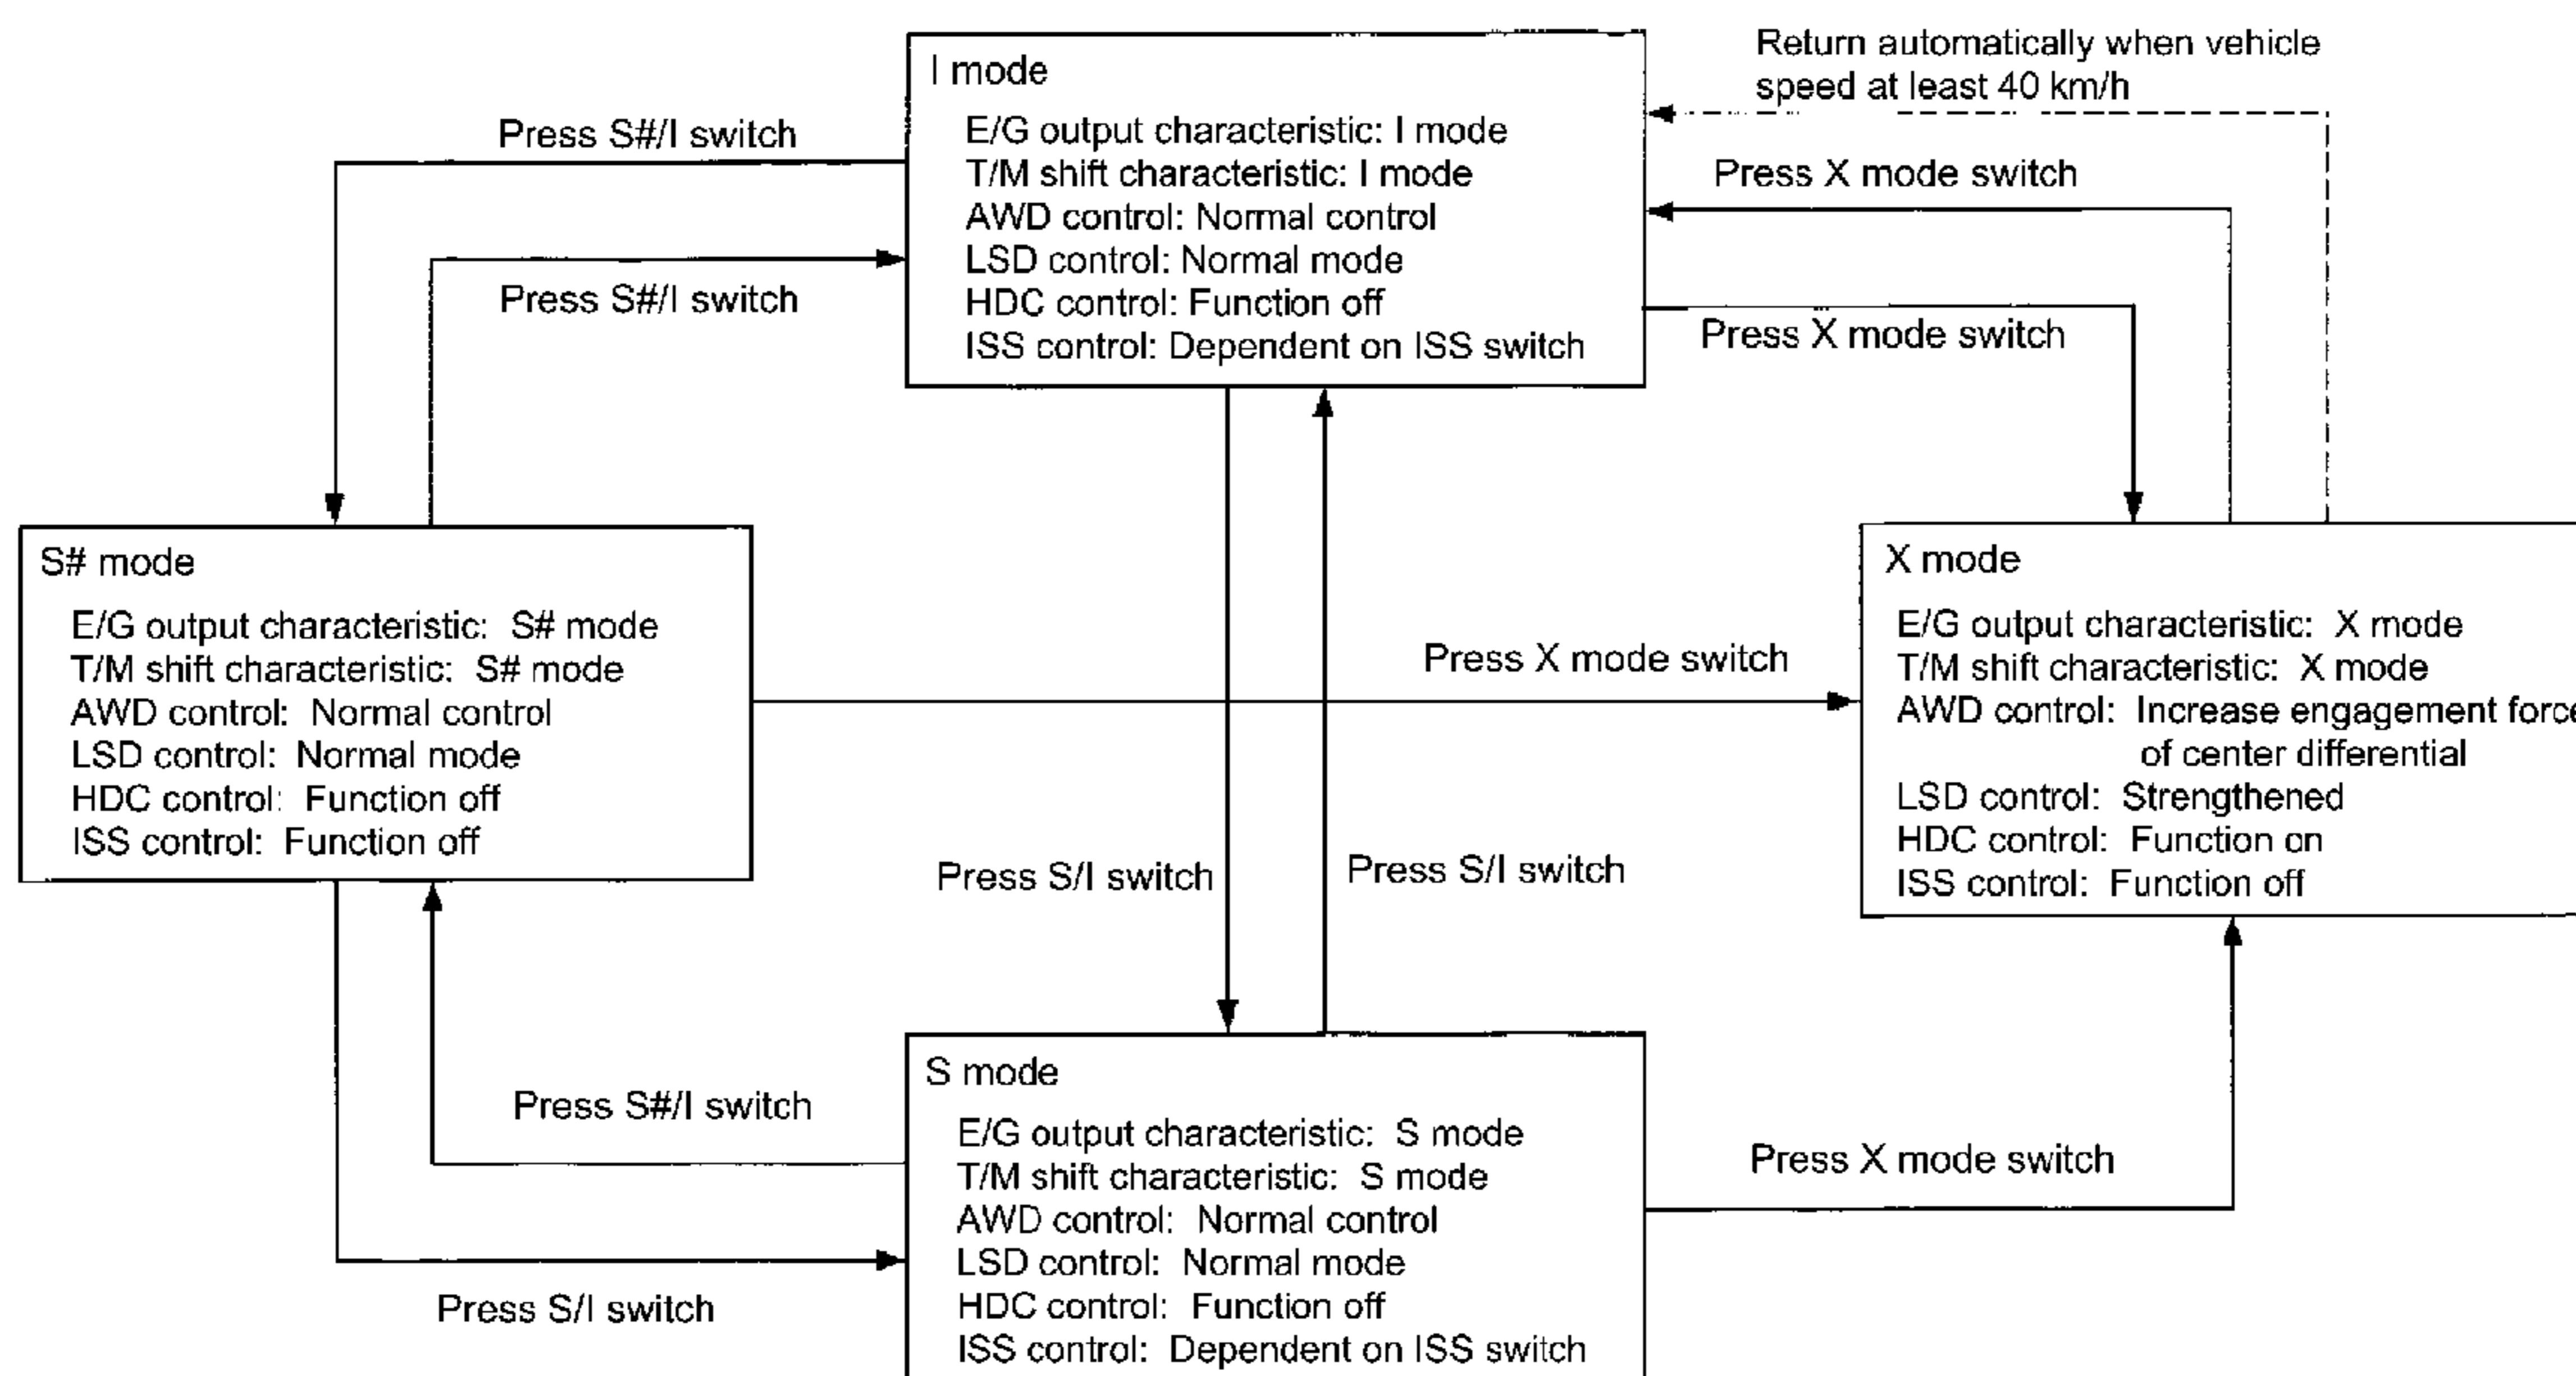 Return automatically when vehicle
speed at least 40 km/h
I mode
E/G output characteristic: I mode
T/M shift characteristic: I mode
AWD control: Normal control
LSD control: Normal mode
HDC control: Function off
ISS control: Dependent on ISS switch
Press S#/I switch
Press S#/I switch
Press X mode switch
Press X mode switch
S# mode
E/G output characteristic: S# mode
T/M shift characteristic: S# mode
AWD control: Normal control
LSD control: Normal mode
HDC control: Function off
ISS control: Function off
Press X mode switch
X mode
E/G output characteristic: X mode
T/M shift characteristic: X mode
AWD control: Increase engagement force
of center differential
LSD control: Strengthened
HDC control: Function on
ISS control: Function off
Press S/I switch
Press S/I switch
Press S#/I switch
Press S/I switch
S mode
E/G output characteristic: S mode
T/M shift characteristic: S mode
AWD control: Normal control
LSD control: Normal mode
HDC control: Function off
ISS control: Dependent on ISS switch
Press X mode switch